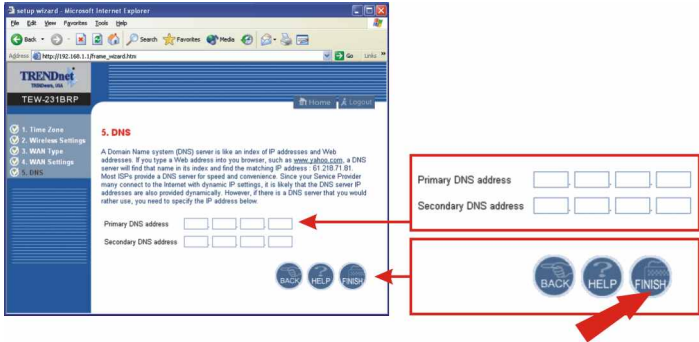 setup wizard - Microsoft Internet Explorer
File Edit View Favorites Tools Help
Back Search Favorites Media
Address http://192.168.1.1/frame_wizard.htm Go Links »
TRENDnet
TRENDware, USA
TEW-231BRP
Home Logout
1. Time Zone
2. Wireless Settings
3. WAN Type
4. WAN Settings
5. DNS
5. DNS
A Domain Name system (DNS) server is like an index of IP addresses and Web
addresses. If you type a Web address into you browser, such as www.yahoo.com, a DNS
server will find that name in its index and find the matching IP address : 61.218.71.81.
Most ISPs provide a DNS server for speed and convenience. Since your Service Provider
many connect to the Internet with dynamic IP settings, it is likely that the DNS server IP
addresses are also provided dynamically. However, if there is a DNS server that you would
rather use, you need to specify the IP address below.
Primary DNS address
Secondary DNS address
BACK HELP FINISH
Primary DNS address
Secondary DNS address
BACK HELP FINISH